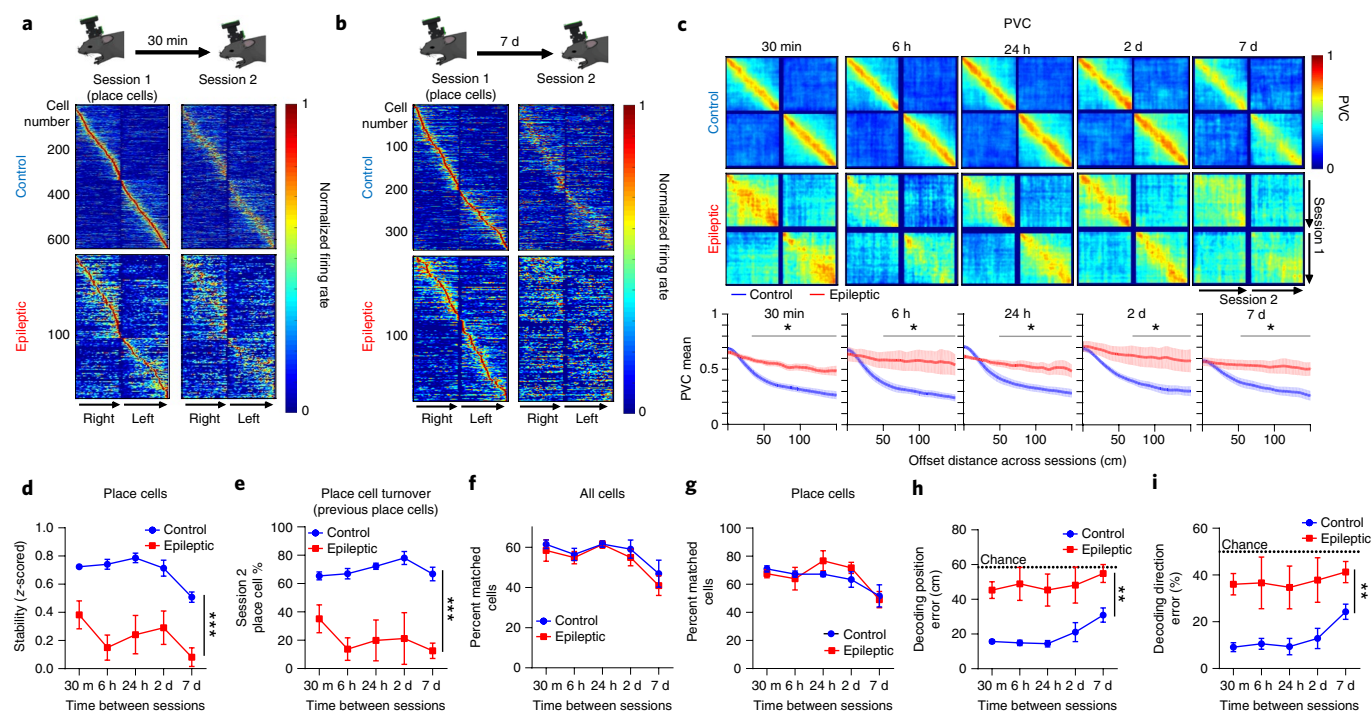 a
30 min
Session 1
(place cells)
Session 2
Cell
number
200
400
600
Control
100
Epileptic
Right
Left
1
0
Normalized firing
rate
b
7 d
Session 1
(place cells)
Session 2
Cell
number
100
200
300
Control
100
Epileptic
Right
Left
1
0
Normalized firing
rate
c
PVC
30 min
6 h
24 h
2 d
7 d
Control
Epileptic
1
0
PVC
Session 1
Session 2
Control
Epileptic
30 min
6 h
24 h
2 d
7 d
*
*
*
*
*
1
0.5
0
PVC mean
50 100
50 100
50 100
50 100
50 100
Offset distance across sessions (cm)
d
Place cells
Control
Epileptic
Stability (z-scored)
1.0
0.8
0.6
0.4
0.2
0.0
***
30 m 6 h 24 h 2 d 7 d
Time between sessions
e
Place cell turnover
(previous place cells)
Control
Epileptic
Session 2
place cell %
100
80
60
40
20
0
***
30 m 6 h 24 h 2 d 7 d
Time between sessions
f
All cells
Percent matched
cells
60
40
20
0
Control
Epileptic
30 m 6 h 24 h 2 d 7 d
Time between sessions
g
Place cells
Percent matched
cells
100
80
60
40
20
0
Control
Epileptic
30 m 6 h 24 h 2 d 7 d
Time between sessions
h
Control
Epileptic
Chance
Decoding position
error (cm)
80
60
40
20
0
**
30 m 6 h 24 h 2 d 7 d
Time between sessions
i
Control
Epileptic
Chance
Decoding direction
error (%)
60
40
20
0
**
30 m 6 h 24 h 2 d 7 d
Time between sessions